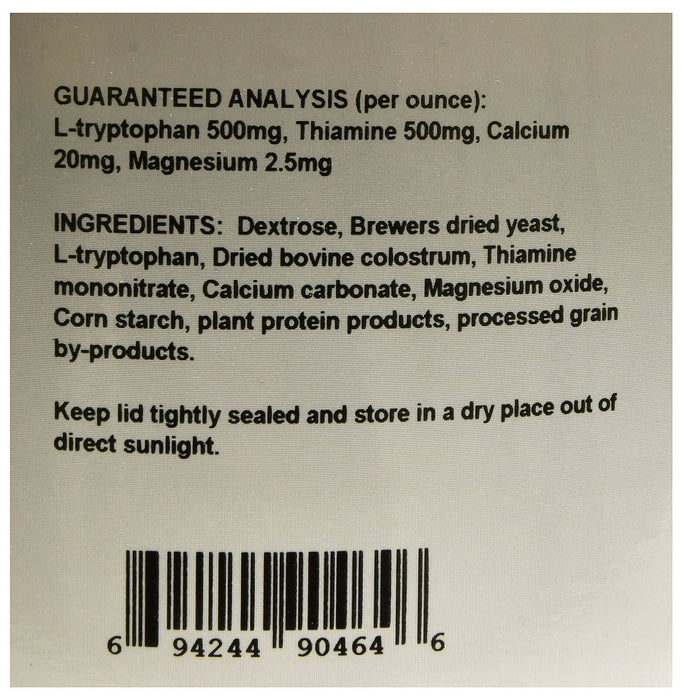 GUARANTEED ANALYSIS (per ounce):
L-tryptophan 500mg, Thiamine 500mg, Calcium
20mg, Magnesium 2.5mg
INGREDIENTS: Dextrose, Brewers dried yeast,
L-tryptophan, Dried bovine colostrum, Thiamine
mononitrate, Calcium carbonate, Magnesium oxide,
Corn starch, plant protein products, processed grain
by-products.
Keep lid tightly sealed and store in a dry place out of
direct sunlight.
6 94244 90464 6